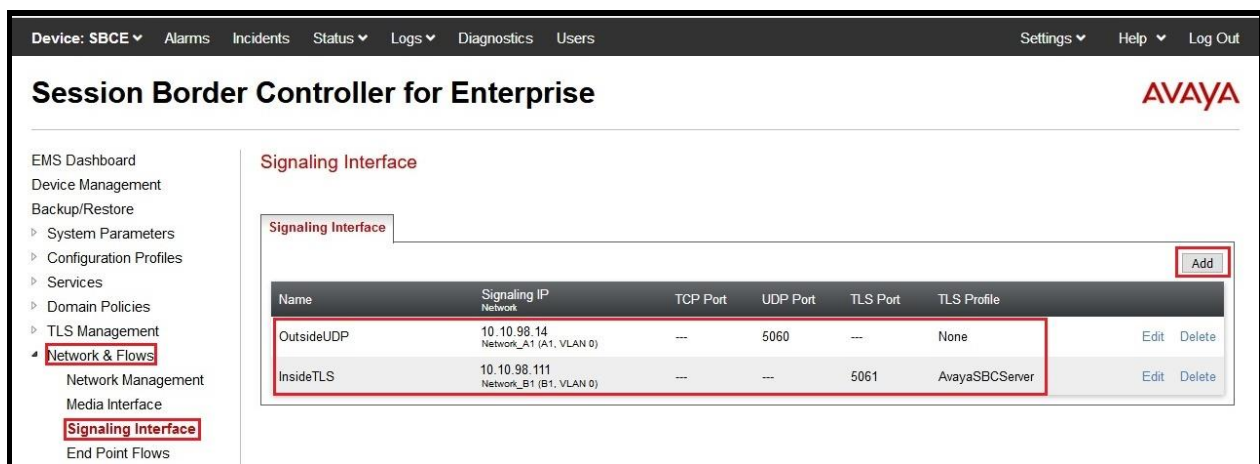 Device: SBCE Alarms Incidents Status Logs Diagnostics Users Settings Help Log Out
Session Border Controller for Enterprise
AVAYA
EMS Dashboard
Device Management
Backup/Restore
System Parameters
Configuration Profiles
Services
Domain Policies
TLS Management
Network & Flows
Network Management
Media Interface
Signaling Interface
End Point Flows
Signaling Interface
Signaling Interface
Add
Name Signaling IP Network TCP Port UDP Port TLS Port TLS Profile
OutsideUDP 10.10.98.14 Network_A1 (A1, VLAN 0) --- 5060 --- None Edit Delete
InsideTLS 10.10.98.111 Network_B1 (B1, VLAN 0) --- --- 5061 AvayaSBCServer Edit Delete